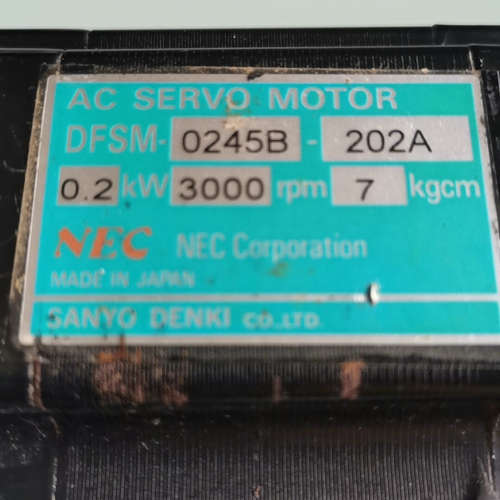 AC SERVO MOTOR
DFSM-0245B-202A
0.2 kW 3000 rpm 7 kgcm
NEC NEC Corporation
MADE IN JAPAN
SANYO DENKI CO.,LTD.